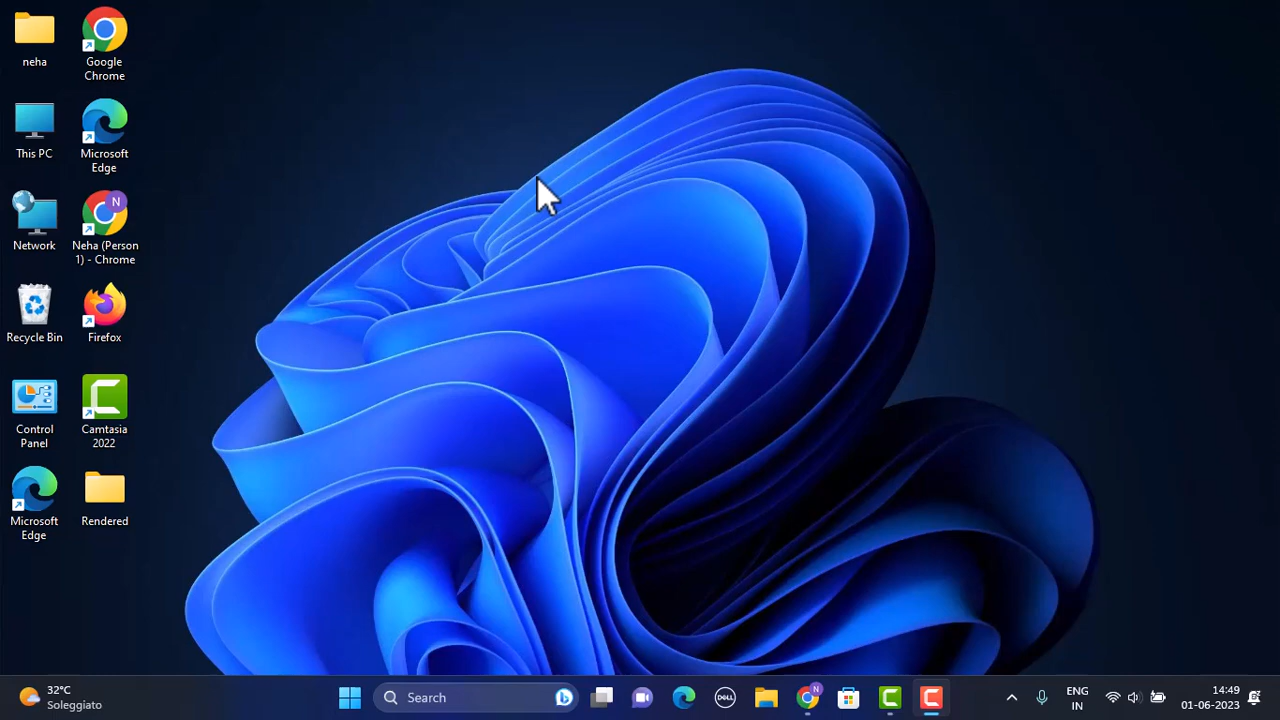 neha
Google
Chrome
This PC
Microsoft
Edge
Network
N
Neha (Person
1) - Chrome
Recycle Bin
Firefox
Control
Panel
Camtasia
2022
Microsoft
Edge
Rendered
32°C
Soleggiato
Search
DELL
N
ENG
IN
14:49
01-06-2023